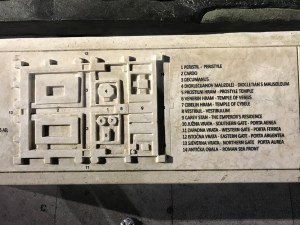 1 PERISTIL - PERISTYLE
2 CARDO
3 DECUMANUS
4 DIOKLECIJANOV MAUZOLEJ - DIOCLETIAN'S MAUSOLEUM
5 PROSTILNI HRAM - PROSTYLE TEMPLE
6 VENERIN HRAM - TEMPLE OF VENUS
7 CIBELIN HRAM - TEMPLE OF CYBELE
8 VESTIBUL - VESTIBULUM
9 CAREV STAN - THE EMPEROR'S RESIDENCE
10 JUŽNA VRATA - SOUTHERN GATE - PORTA AENEA
11 ZAPADNA VRATA - WESTERN GATE - PORTA FERREA
12 ISTOČNA VRATA - EASTERN GATE - PORTA ARGENTEA
13 SJEVERNA VRATA - NORTHERN GATE - PORTA AUREA
14 ANTIČKA OBALA - ROMAN SEA FRONT